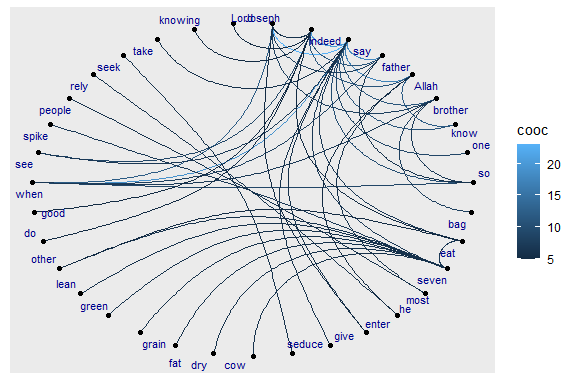 Lord
Joseph
knowing
indeed
take
say
father
seek
Allah
rely
brother
people
know
spike
one
see
so
when
good
bag
do
eat
other
seven
lean
most
green
he
enter
grain
give
seduce
fat
dry
cow
cooc
20
15
10
5